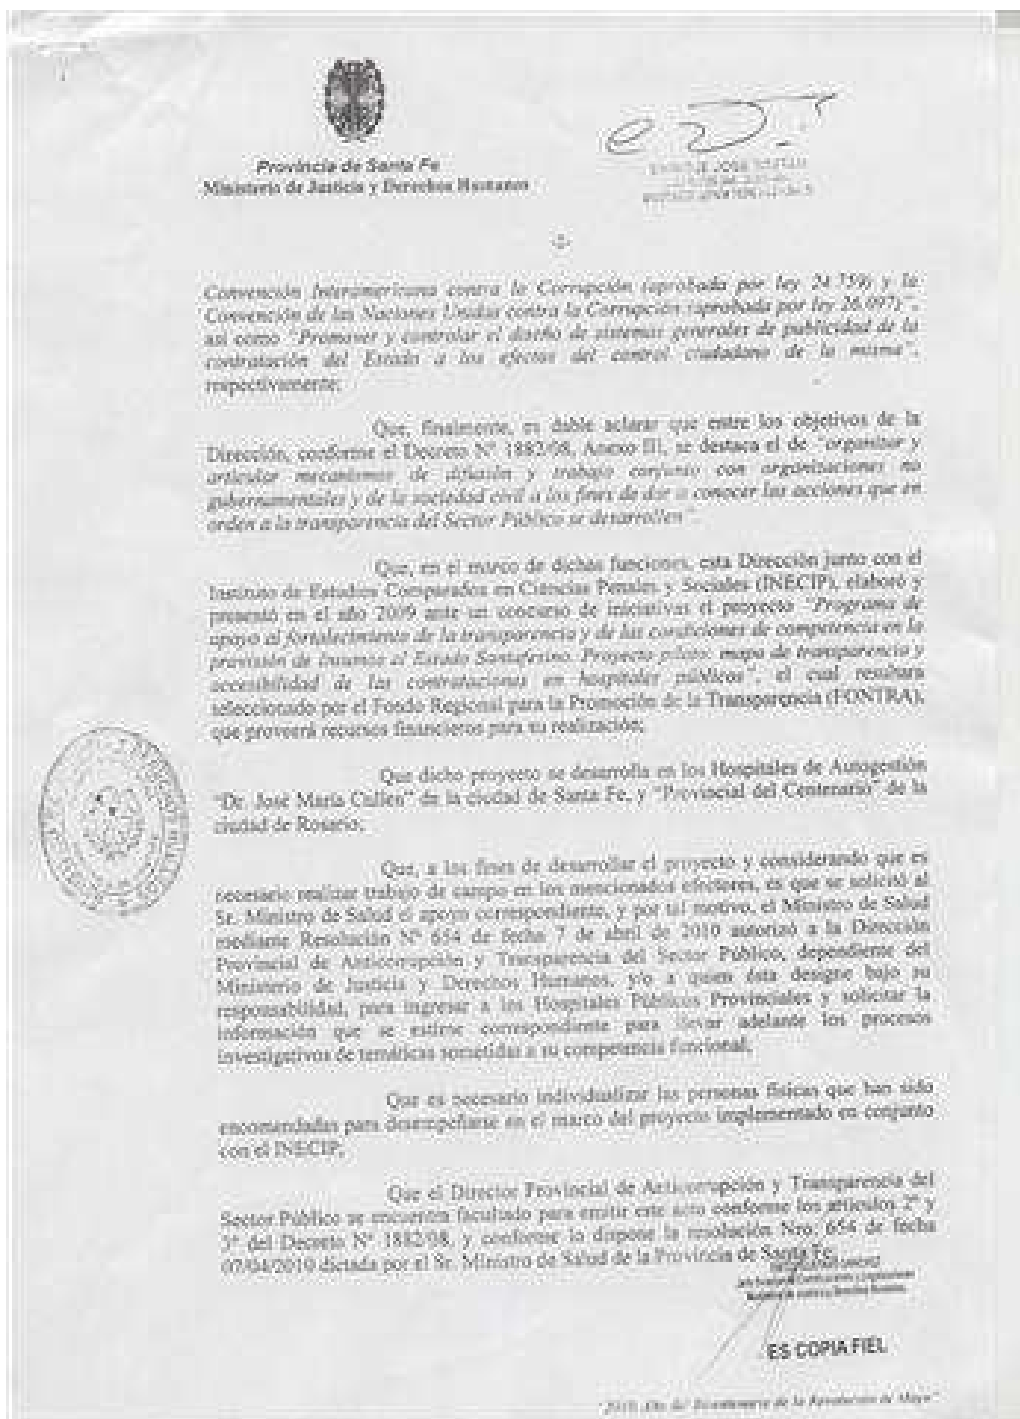 Provincia de Santa Fe
Ministerio de Justicia y Derechos Humanos
-2-
Convención Interamericana contra la Corrupción (aprobada por ley 24.759) y la
Convención de las Naciones Unidas contra la Corrupción (aprobada por ley 26.097)",
así como "Promover y controlar el diseño de sistemas generales de publicidad de la
contratación del Estado a los efectos del control ciudadano de la misma",
respectivamente;
Que, finalmente, es dable aclarar que entre los objetivos de la
Dirección, conforme el Decreto Nº 1882/08, Anexo III, se destaca el de "organizar y
articular mecanismos de difusión y trabajo conjunto con organizaciones no
gubernamentales y de la sociedad civil a los fines de dar a conocer las acciones que en
orden a la transparencia del Sector Público se desarrollen".
Que, en el marco de dichas funciones, esta Dirección junto con el
Instituto de Estudios Comparados en Ciencias Penales y Sociales (INECIP), elaboró y
presentó en el año 2009 ante un concurso de iniciativas el proyecto "Programa de
apoyo al fortalecimiento de la transparencia y de las condiciones de competencia en la
provisión de Insumos al Estado Santafesino. Proyecto piloto: mapa de transparencia y
accesibilidad de las contrataciones en hospitales públicos", el cual resultara
seleccionado por el Fondo Regional para la Promoción de la Transparencia (FONTRA),
que proveerá recursos financieros para su realización;
Que dicho proyecto se desarrolla en los Hospitales de Autogestión
"Dr. José María Cullen" de la ciudad de Santa Fe, y "Provincial del Centenario" de la
ciudad de Rosario;
Que, a los fines de desarrollar el proyecto y considerando que es
necesario realizar trabajo de campo en los mencionados efectores, es que se solicitó al
Sr. Ministro de Salud el apoyo correspondiente, y por tal motivo, el Ministro de Salud
mediante Resolución Nº 654 de fecha 7 de abril de 2010 autorizó a la Dirección
Provincial de Anticorrupción y Transparencia del Sector Público, dependiente del
Ministerio de Justicia y Derechos Humanos, y/o a quien ésta designe bajo su
responsabilidad, para ingresar a los Hospitales Públicos Provinciales y solicitar la
información que se estime correspondiente para llevar adelante los procesos
investigativos de temáticas sometidas a su competencia funcional;
Que es necesario individualizar las personas físicas que han sido
encomendadas para desempeñarse en el marco del proyecto implementado en conjunto
con el INECIP;
Que el Director Provincial de Anticorrupción y Transparencia del
Sector Público se encuentra facultado para emitir este acto conforme los artículos 2º y
3º del Decreto Nº 1882/08, y conforme lo dispone la resolución Nro. 654 de fecha
07/04/2010 dictada por el Sr. Ministro de Salud de la Provincia de Santa Fe.
ES COPIA FIEL
"2010 Año del Bicentenario de la Revolución de Mayo"